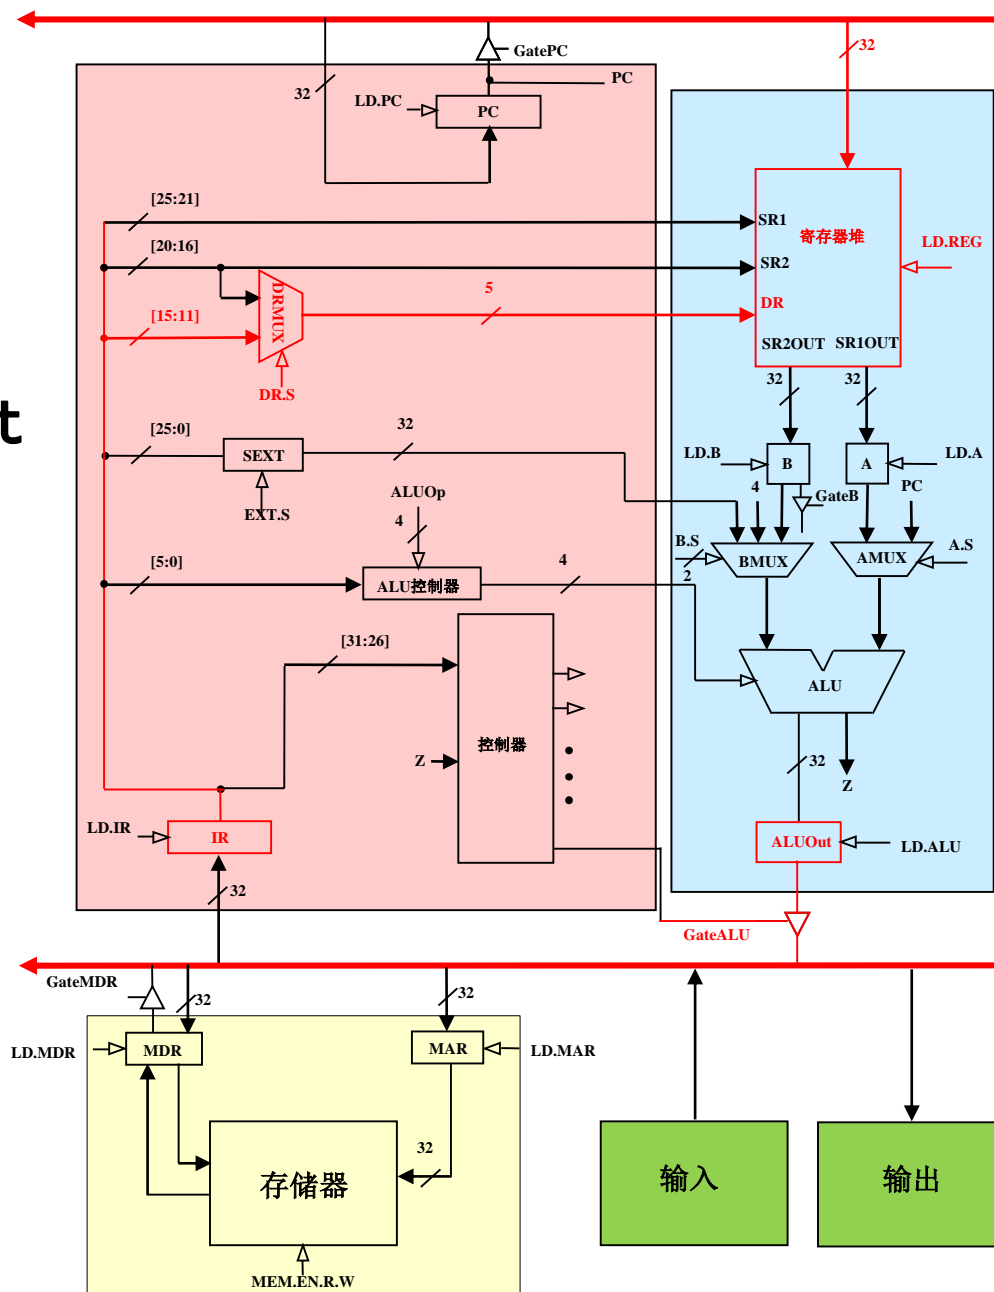 GatePC
32
32
PC
LD.PC
PC
[25:21]
SR1
寄存器堆
LD.REG
[20:16]
SR2
DRMUX
5
DR
[15:11]
SR2OUT SR1OUT
DR.S
32
32
t
[25:0]
32
SEXT
LD.B
B
A
LD.A
ALUOp
4
GateB
PC
EXT.S
4
B.S
A.S
BMUX
AMUX
[5:0]
4
2
ALU控制器
[31:26]
ALU
控制器
Z
32
Z
LD.IR
IR
ALUOut
LD.ALU
32
GateALU
GateMDR
32
32
LD.MDR
MDR
MAR
LD.MAR
32
存储器
输入
输出
MEM.EN.R.W